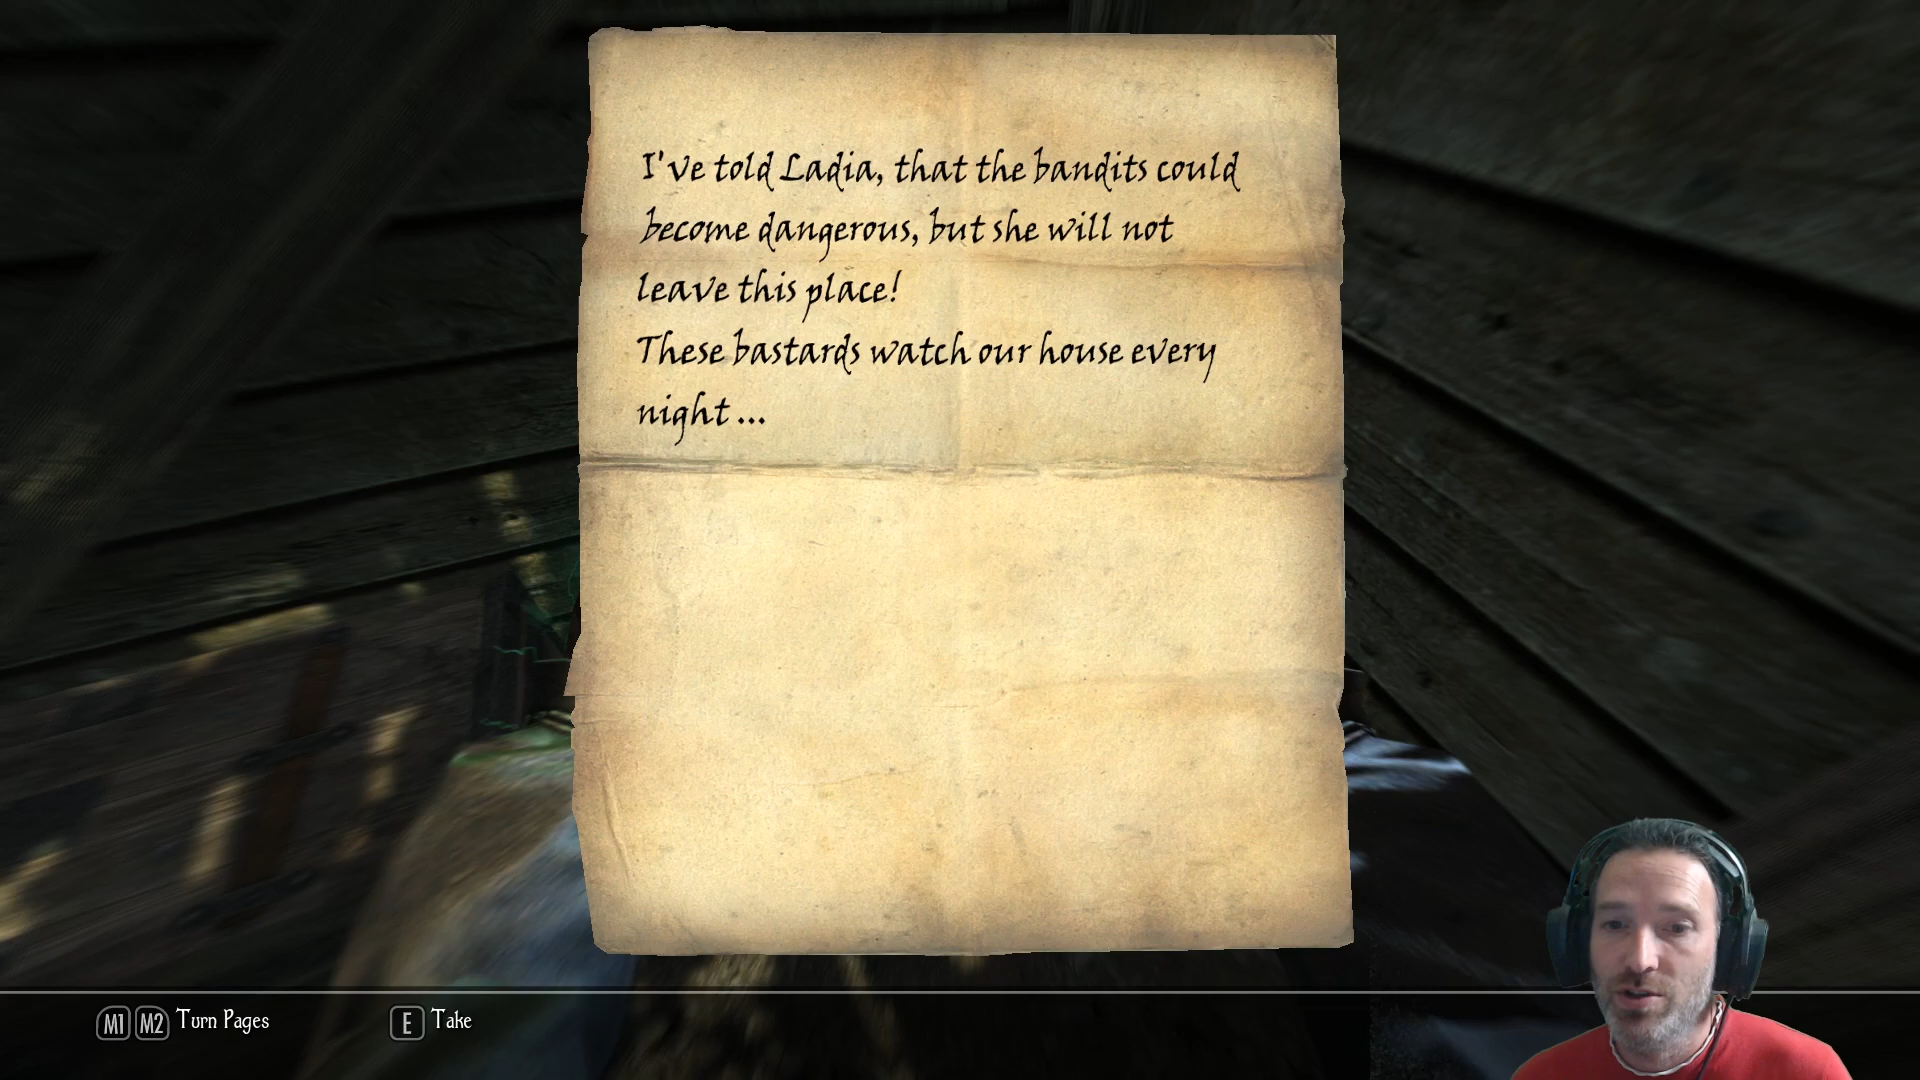 I've told Ladia, that the bandits could
become dangerous, but she will not
leave this place!
These bastards watch our house every
night ...
M1 M2 Turn Pages
E Take